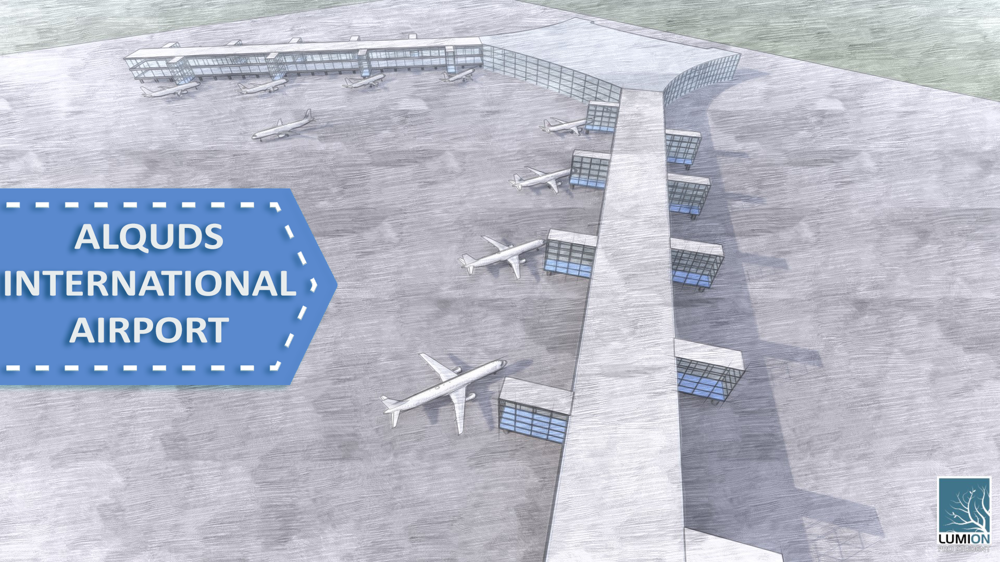 ALQUDS
INTERNATIONAL
AIRPORT
LUMION
PRO STUDENT